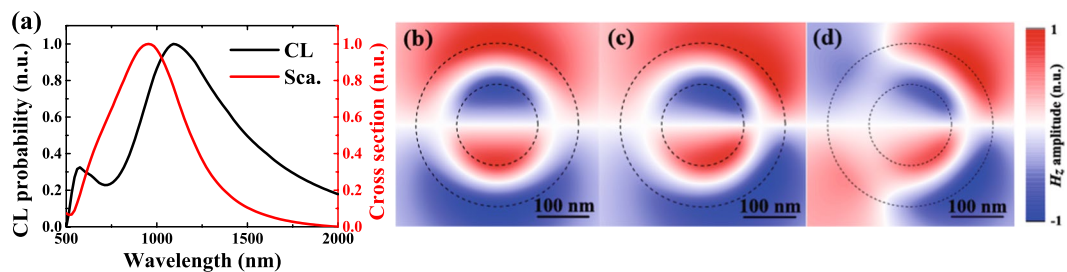 (a)
CL probability (n.u.)
1.0
0.8
0.6
0.4
0.2
0.0
CL
Sca.
1.0
0.8
0.6
0.4
0.2
0.0
Cross section (n.u.)
500 1000 1500 2000
Wavelength (nm)
(b)
100 nm
(c)
100 nm
(d)
100 nm
1
-1
Hz amplitude (n.u.)